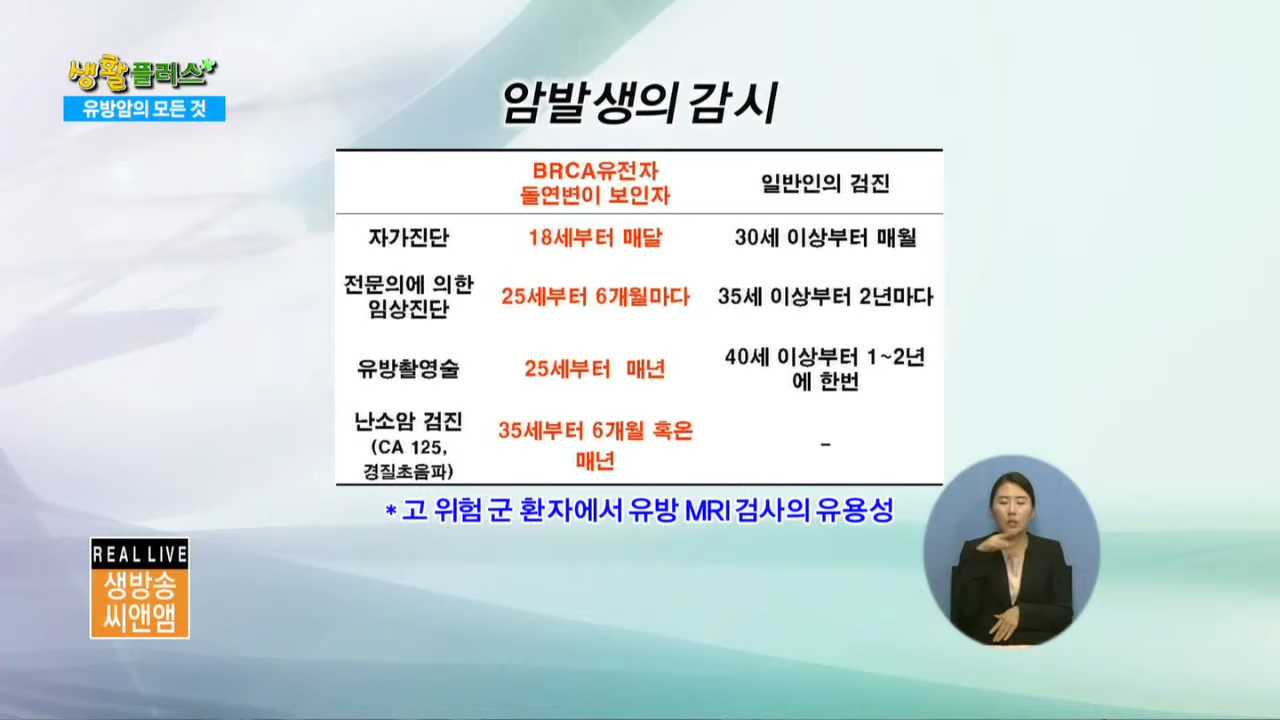 생활플러스+
유방암의 모든 것
암발생의 감시
BRCA유전자
돌연변이 보인자
일반인의 검진
자가진단
18세부터 매달
30세 이상부터 매월
전문의에 의한
임상진단
25세부터 6개월마다
35세 이상부터 2년마다
유방촬영술
25세부터 매년
40세 이상부터 1~2년
에 한번
난소암 검진
(CA 125,
경질초음파)
35세부터 6개월 혹은
매년
-
* 고 위험 군 환자에서 유방 MRI 검사의 유용성
REAL LIVE
생방송
씨앤앰